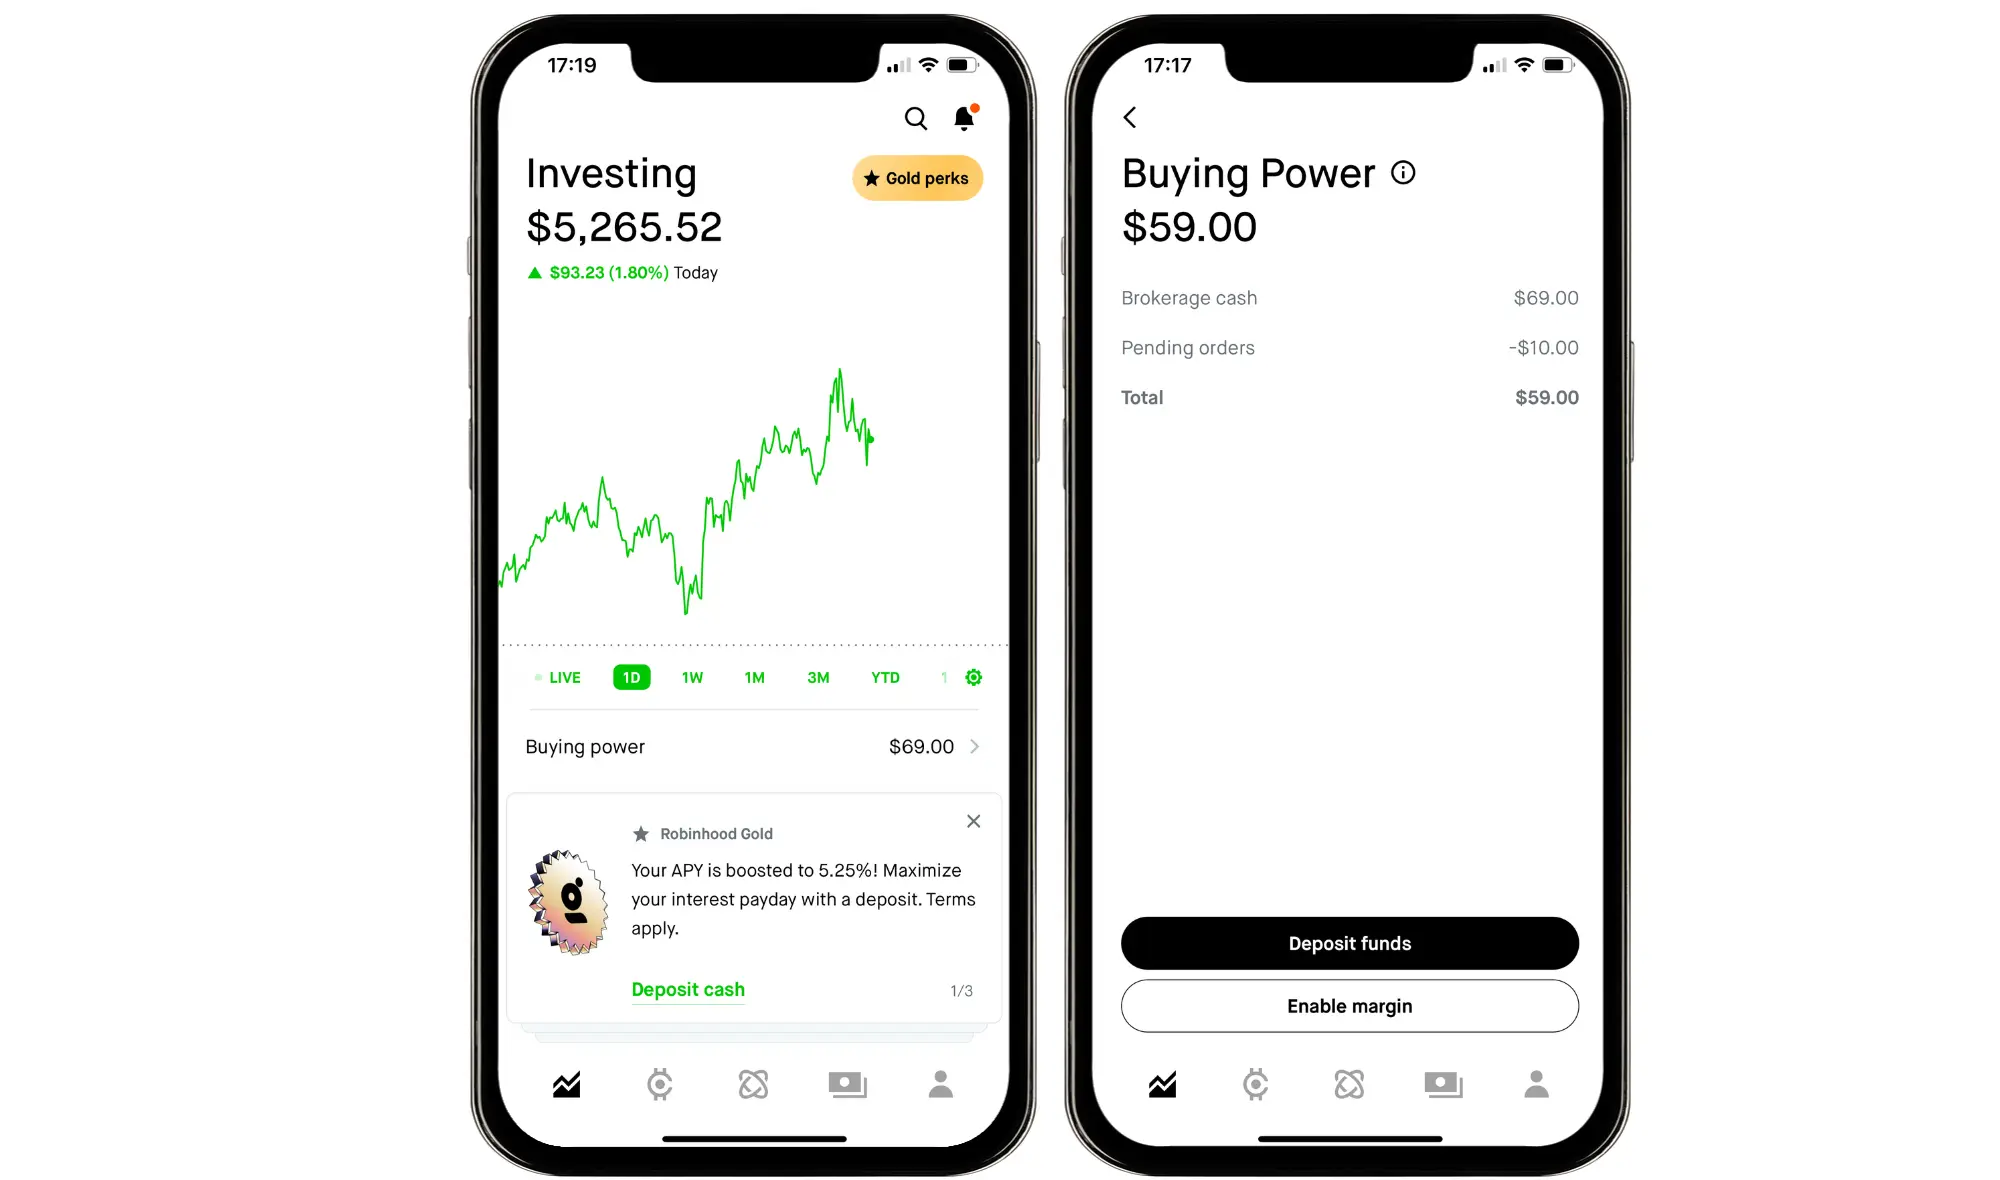 17:19
Investing
Gold perks
$5,265.52
$93.23 (1.80%) Today
LIVE 1D 1W 1M 3M YTD 1
Buying power $69.00
Robinhood Gold
Your APY is boosted to 5.25%! Maximize
your interest payday with a deposit. Terms
apply.
Deposit cash 1/3
17:17
Buying Power
$59.00
Brokerage cash $69.00
Pending orders -$10.00
Total $59.00
Deposit funds
Enable margin